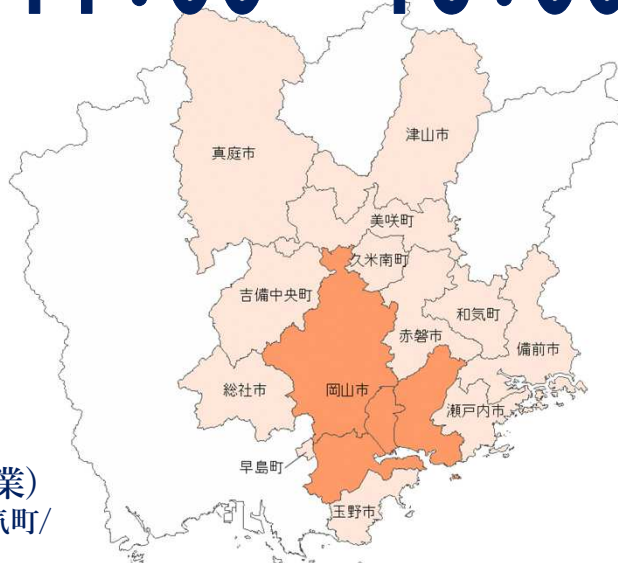 真庭市
津山市
美咲町
久米南町
吉備中央町
和気町
赤磐市
備前市
総社市
岡山市
瀬戸内市
早島町
業)
気町/
玉野市